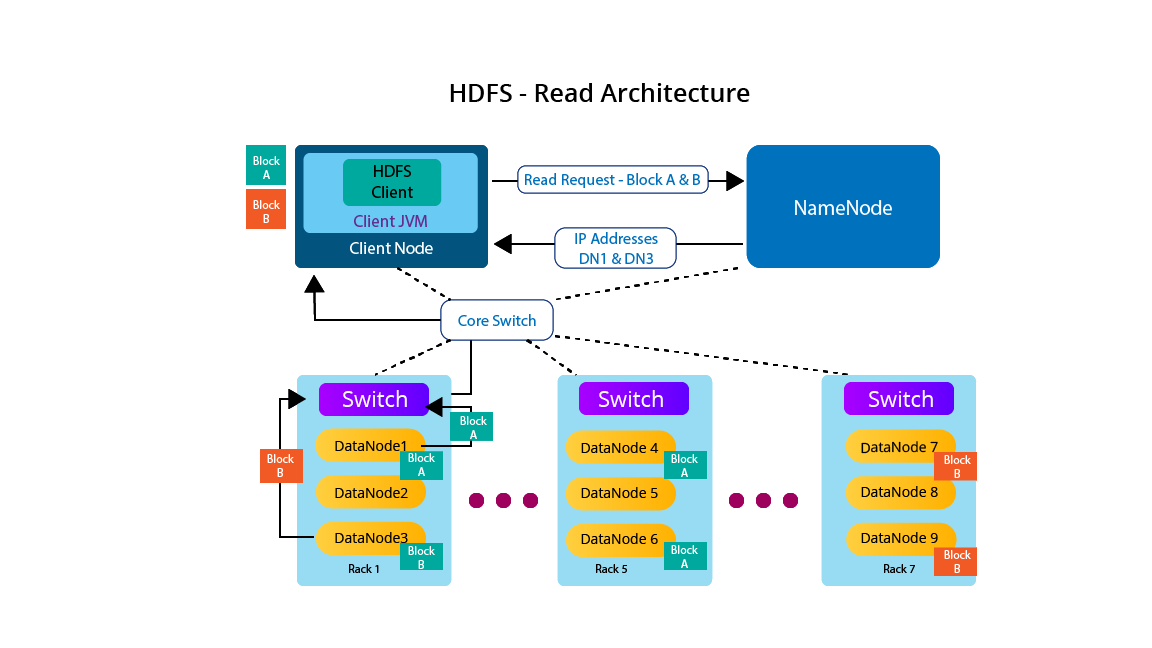 HDFS - Read Architecture
Block
A
Block
B
HDFS
Client
Client JVM
Client Node
Read Request - Block A & B
IP Addresses
DN1 & DN3
NameNode
Core Switch
Switch
Block
A
DataNode1
Block
A
Block
B
DataNode2
DataNode3
Block
B
Rack 1
Switch
DataNode 4
Block
A
DataNode 5
DataNode 6
Block
A
Rack 5
Switch
DataNode 7
Block
B
DataNode 8
DataNode 9
Block
B
Rack 7